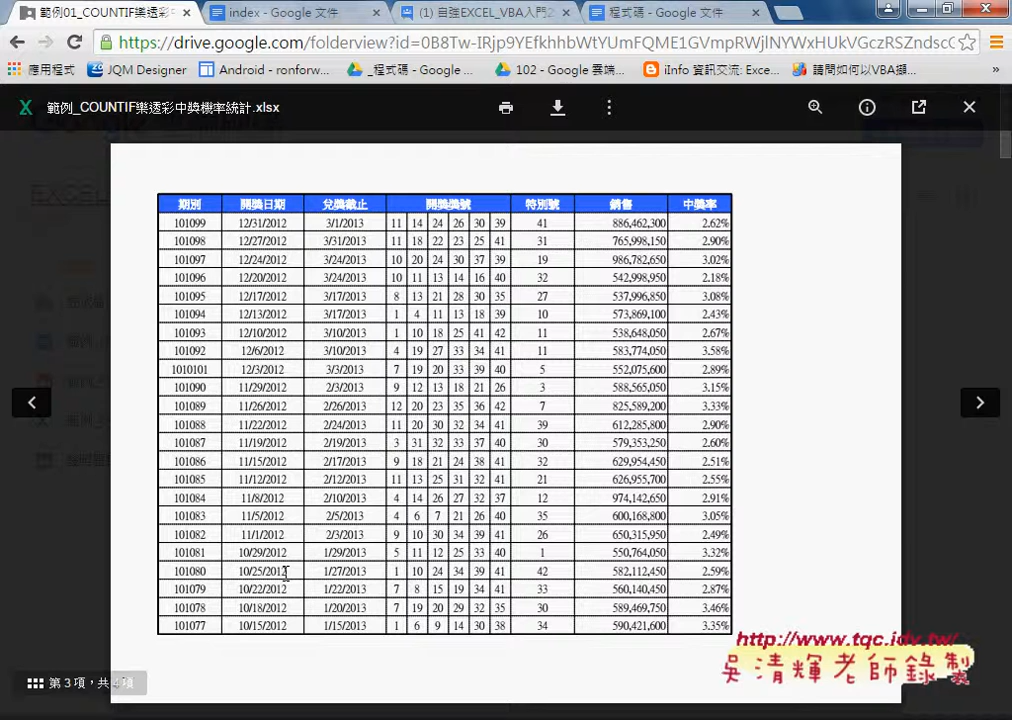 範例01_COUNTIF樂透彩中
index - Google 文件
(1) 自強EXCEL_VBA入門2
程式碼 - Google 文件
https://drive.google.com/folderview?id=0B8Tw-IRjp9YEfkhhbWtYUmFQME1GVmpRWjlNYWxHUkVGczRSZndscC
應用程式
JQM Designer
Android - ronforw...
_程式碼 - Google ...
102 - Google 雲端...
iInfo 資訊交流: Exce...
請問如何以VBA擷...
»
範例_COUNTIF樂透彩中獎機率統計.xlsx
期別 開獎日期 兌獎截止 開獎獎號 特別號 銷售 中獎率
101099 12/31/2012 3/1/2013 11 14 24 26 30 39 41 886,462,300 2.62%
101098 12/27/2012 3/31/2013 11 18 22 23 25 41 31 765,998,150 2.90%
101097 12/24/2012 3/24/2013 10 20 24 30 37 39 19 986,782,650 3.02%
101096 12/20/2012 3/24/2013 10 11 13 14 16 40 32 542,998,950 2.18%
101095 12/17/2012 3/17/2013 8 13 21 28 30 35 27 537,996,850 3.08%
101094 12/13/2012 3/17/2013 1 4 11 13 18 39 10 573,869,100 2.43%
101093 12/10/2012 3/10/2013 1 10 18 25 41 42 11 538,648,050 2.67%
101092 12/6/2012 3/10/2013 4 19 27 33 34 41 11 583,774,050 3.58%
1010101 12/3/2012 3/3/2013 7 19 20 33 39 40 5 552,075,600 2.89%
101090 11/29/2012 2/3/2013 9 12 13 18 21 26 3 588,565,050 3.15%
101089 11/26/2012 2/26/2013 12 20 23 35 36 42 7 825,589,200 3.33%
101088 11/22/2012 2/24/2013 11 20 30 32 34 41 39 612,285,800 2.90%
101087 11/19/2012 2/19/2013 3 31 32 33 37 40 30 579,353,250 2.60%
101086 11/15/2012 2/17/2013 9 18 21 24 38 41 32 629,954,450 2.51%
101085 11/12/2012 2/12/2013 11 13 25 31 32 41 21 626,955,700 2.55%
101084 11/8/2012 2/10/2013 4 14 26 27 32 37 12 974,142,650 2.91%
101083 11/5/2012 2/5/2013 4 6 7 21 26 40 35 600,168,800 3.05%
101082 11/1/2012 2/3/2013 9 10 30 34 39 41 26 650,315,950 2.49%
101081 10/29/2012 1/29/2013 5 11 12 25 33 40 1 550,764,050 3.32%
101080 10/25/2012 1/27/2013 1 10 24 34 39 41 42 582,112,450 2.59%
101079 10/22/2012 1/22/2013 7 8 15 19 34 41 33 560,140,450 2.87%
101078 10/18/2012 1/20/2013 7 19 20 29 32 35 30 589,469,750 3.46%
101077 10/15/2012 1/15/2013 1 6 9 14 30 38 34 590,421,600 3.35%
http://www.tqc.idv.tw/
吳清輝老師錄製
第 3 項，共 4 項